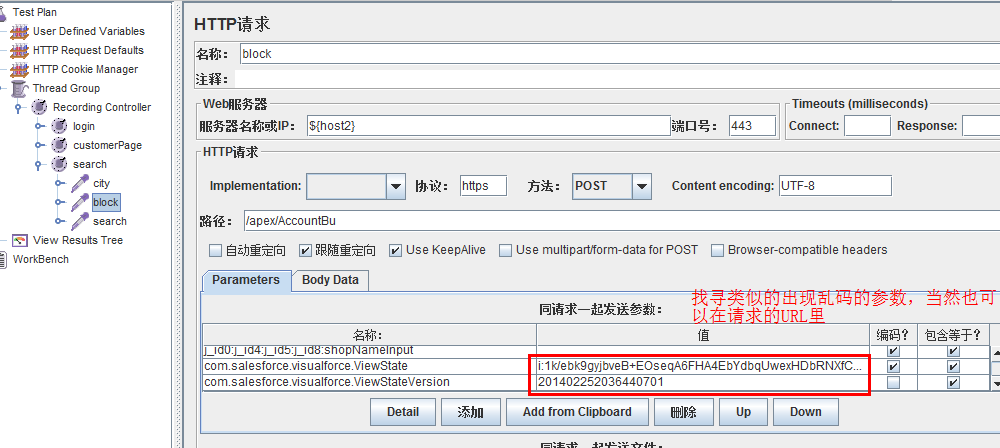 Test Plan
User Defined Variables
HTTP Request Defaults
HTTP Cookie Manager
Thread Group
Recording Controller
login
customerPage
search
city
block
search
View Results Tree
WorkBench
HTTP请求
名称： block
注释：
Web服务器
服务器名称或IP： ${host2} 端口号： 443
Timeouts (milliseconds)
Connect: Response:
HTTP请求
Implementation: 协议： https 方法： POST Content encoding: UTF-8
路径： /apex/AccountBu
自动重定向 跟随重定向 Use KeepAlive Use multipart/form-data for POST Browser-compatible headers
Parameters Body Data
找寻类似的出现乱码的参数，当然也可
以在请求的URL里
同请求一起发送参数：
名称： 值 编码？ 包含等于？
j_id0:j_id4:j_id5:j_id8:shopNameInput
com.salesforce.visualforce.ViewState i:1k/ebk9gyjbveB+EOseqA6FHA4EbYdbqUwexHDbRNXfC...
com.salesforce.visualforce.ViewStateVersion 201402252036440701
Detail 添加 Add from Clipboard 删除 Up Down
同请求一起发送文件：